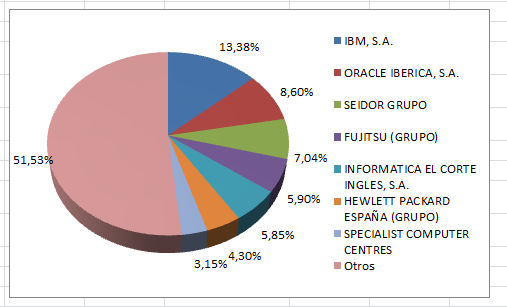 13,38%
8,60%
7,04%
5,90%
5,85%
4,30%
3,15%
51,53%
IBM, S.A.
ORACLE IBERICA, S.A.
SEIDOR GRUPO
FUJITSU (GRUPO)
INFORMATICA EL CORTE
INGLES, S.A.
HEWLETT PACKARD
ESPAÑA (GRUPO)
SPECIALIST COMPUTER
CENTRES
Otros